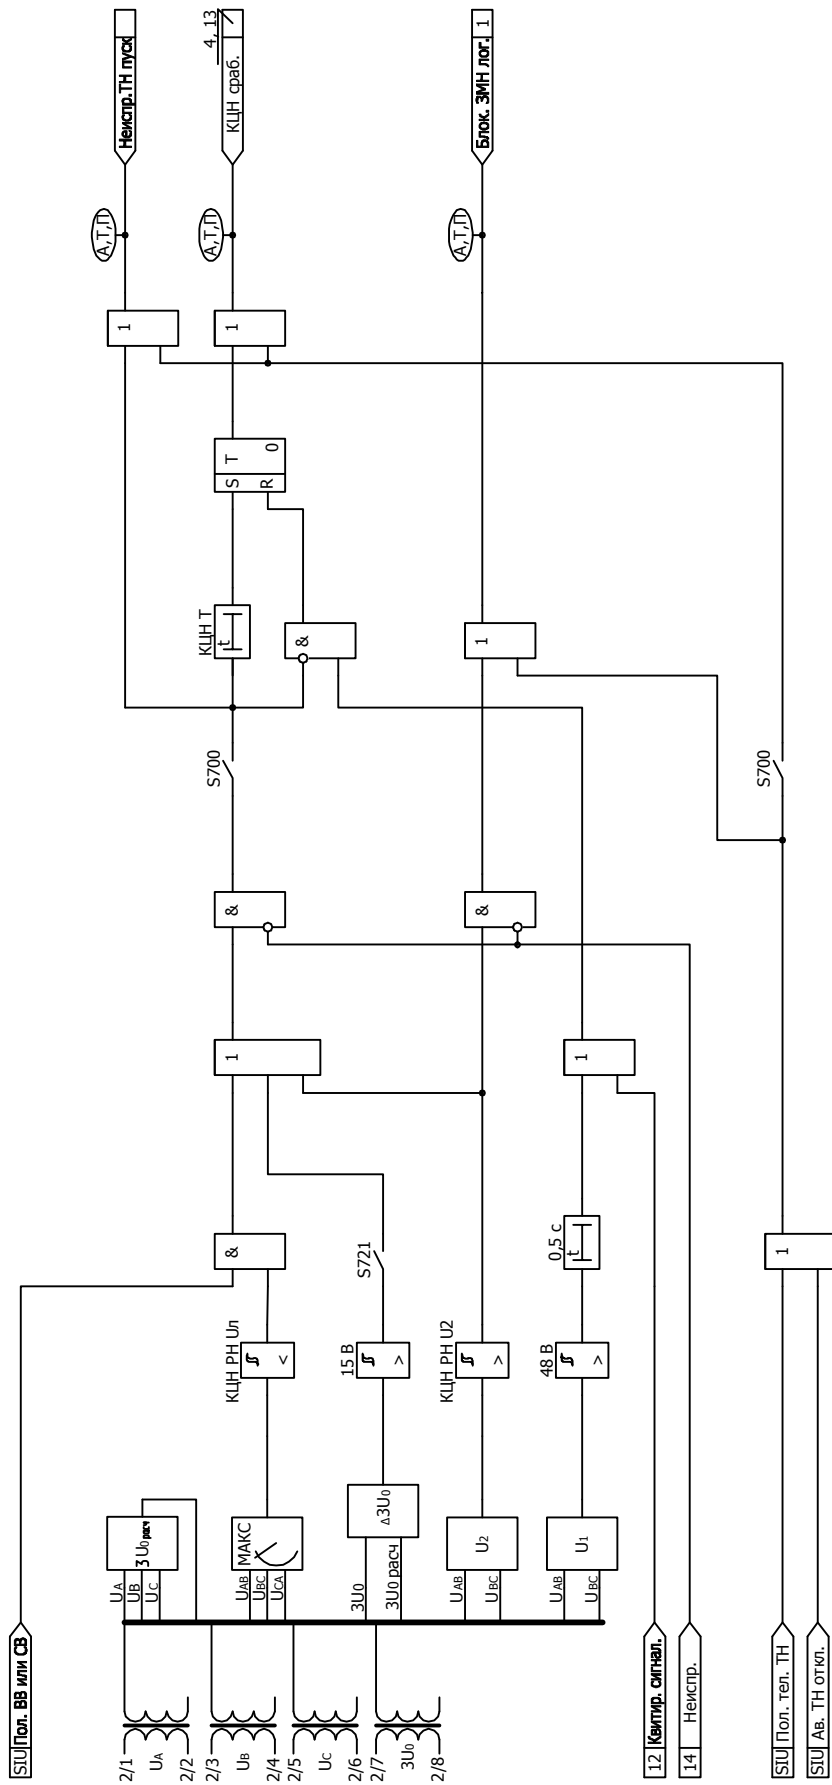 SIU Пол. ВВ или СВ
2/1
UA
2/2
2/3
UB
2/4
2/5
UC
2/6
2/7
3U0
2/8
UA
UB
UC
3U0расч
UAB
UBC
UCA
МАКС
КЦН РН Uл
<
&
3U0
3U0 расч
Δ3U0
15 В
>
S721
UAB
UBC
U2
КЦН РН U2
>
UAB
UBC
U1
48 В
>
0,5 с
t
1
1
&
&
S700
КЦН Т
t
&
S
R
T
0
1
1
1
А,Т,П
Неиспр.ТН пуск
А,Т,П
КЦН сраб.
4, 13
А,Т,П
Блок. ЗМН лог. 1
12 Квитир. сигнал.
14 Неиспр.
SIU Пол. тел. ТН
SIU Ав. ТН откл.
1
S700